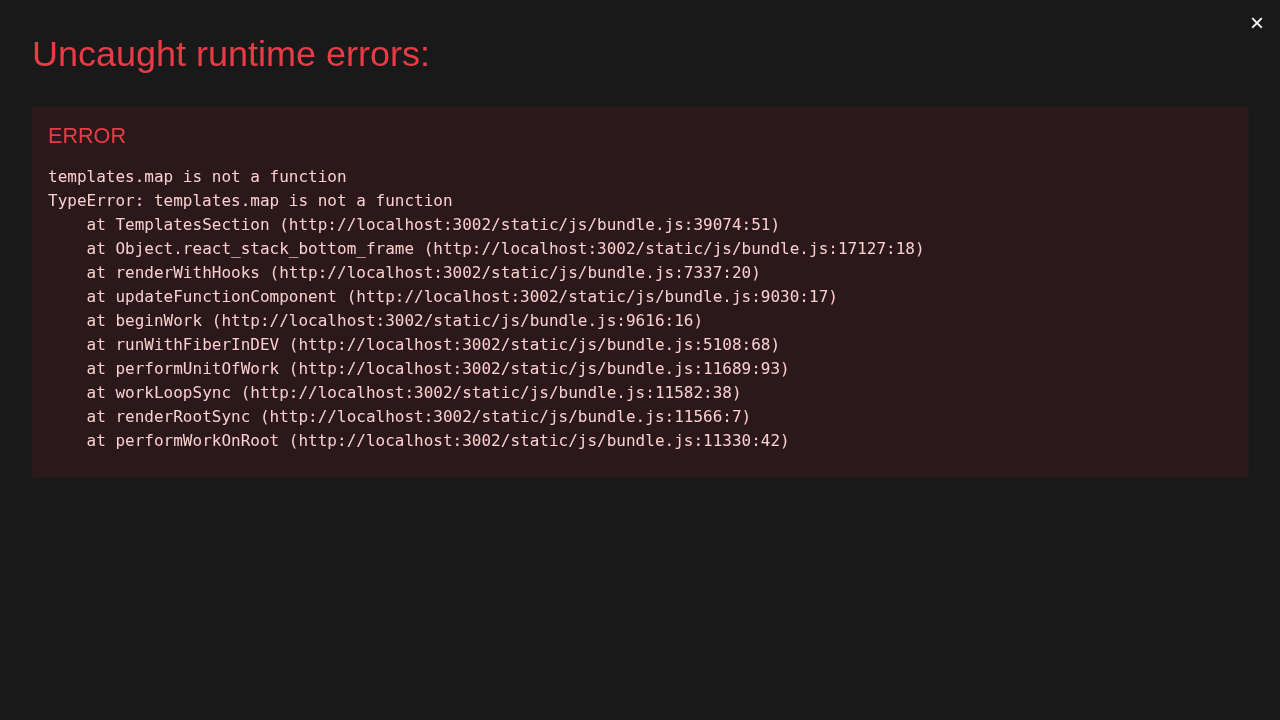 ×
Uncaught runtime errors:
ERROR
templates.map is not a function
TypeError: templates.map is not a function
    at TemplatesSection (http://localhost:3002/static/js/bundle.js:39074:51)
    at Object.react_stack_bottom_frame (http://localhost:3002/static/js/bundle.js:17127:18)
    at renderWithHooks (http://localhost:3002/static/js/bundle.js:7337:20)
    at updateFunctionComponent (http://localhost:3002/static/js/bundle.js:9030:17)
    at beginWork (http://localhost:3002/static/js/bundle.js:9616:16)
    at runWithFiberInDEV (http://localhost:3002/static/js/bundle.js:5108:68)
    at performUnitOfWork (http://localhost:3002/static/js/bundle.js:11689:93)
    at workLoopSync (http://localhost:3002/static/js/bundle.js:11582:38)
    at renderRootSync (http://localhost:3002/static/js/bundle.js:11566:7)
    at performWorkOnRoot (http://localhost:3002/static/js/bundle.js:11330:42)